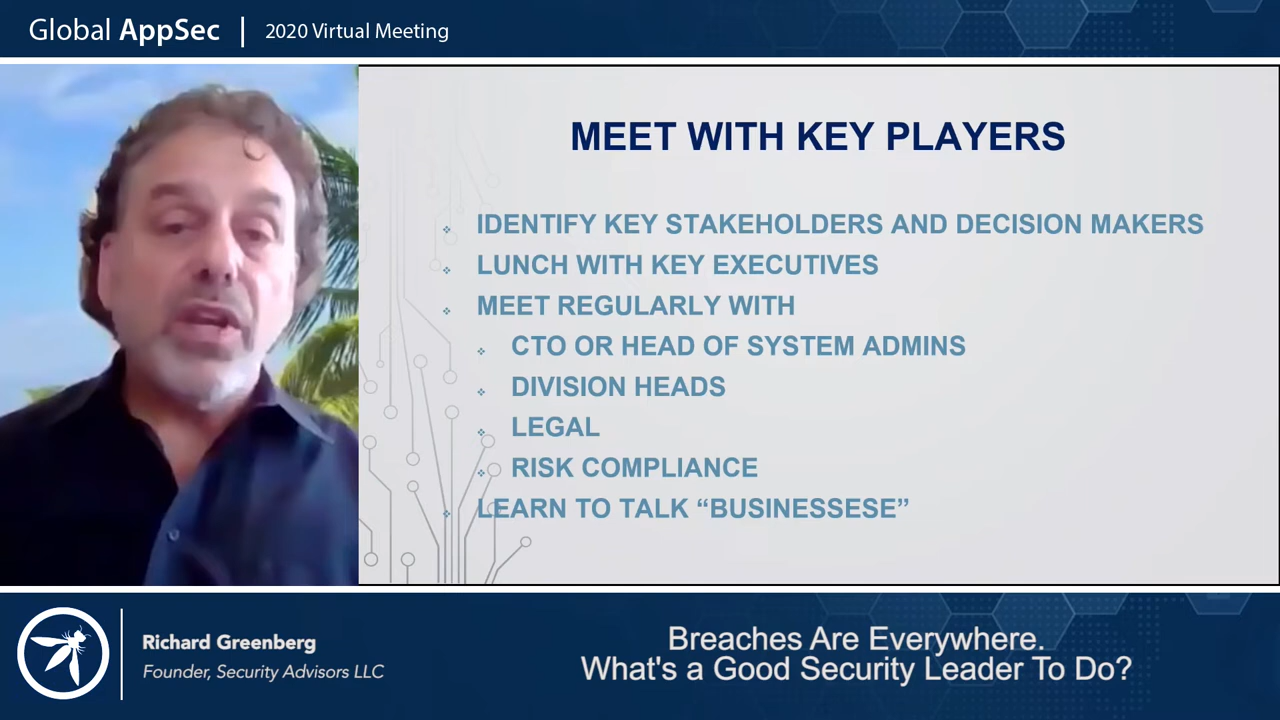 Global AppSec | 2020 Virtual Meeting
MEET WITH KEY PLAYERS
IDENTIFY KEY STAKEHOLDERS AND DECISION MAKERS
LUNCH WITH KEY EXECUTIVES
MEET REGULARLY WITH
CTO OR HEAD OF SYSTEM ADMINS
DIVISION HEADS
LEGAL
RISK COMPLIANCE
LEARN TO TALK “BUSINESSESE”
Richard Greenberg
Founder, Security Advisors LLC
Breaches Are Everywhere.
What's a Good Security Leader To Do?